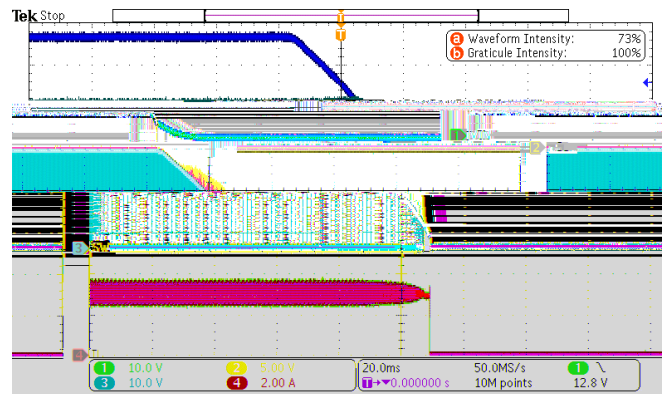 Tek Stop
T
T
a Waveform Intensity: 73%
b Graticule Intensity: 100%
1
2
3 SW
4
1 10.0 V 2 5.00 V 20.0ms 50.0MS/s 1 \
3 10.0 V 4 2.00 A T→▼0.000000 s 10M points 12.8 V